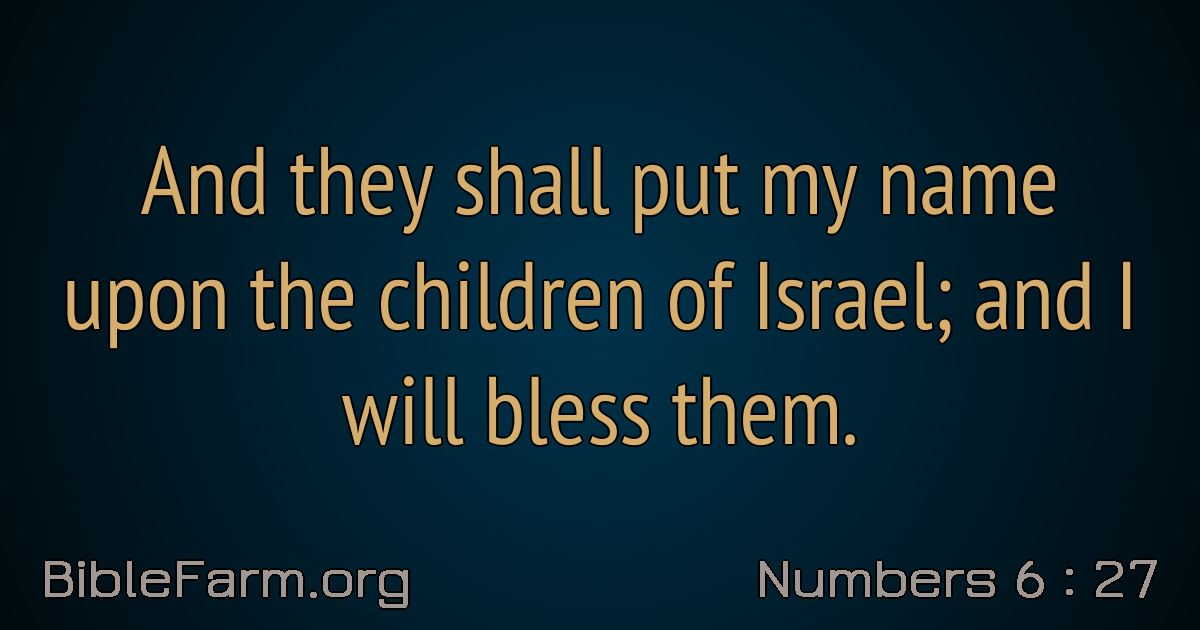 And they shall put my name
upon the children of Israel; and I
will bless them.
BibleFarm.org
Numbers 6 : 27